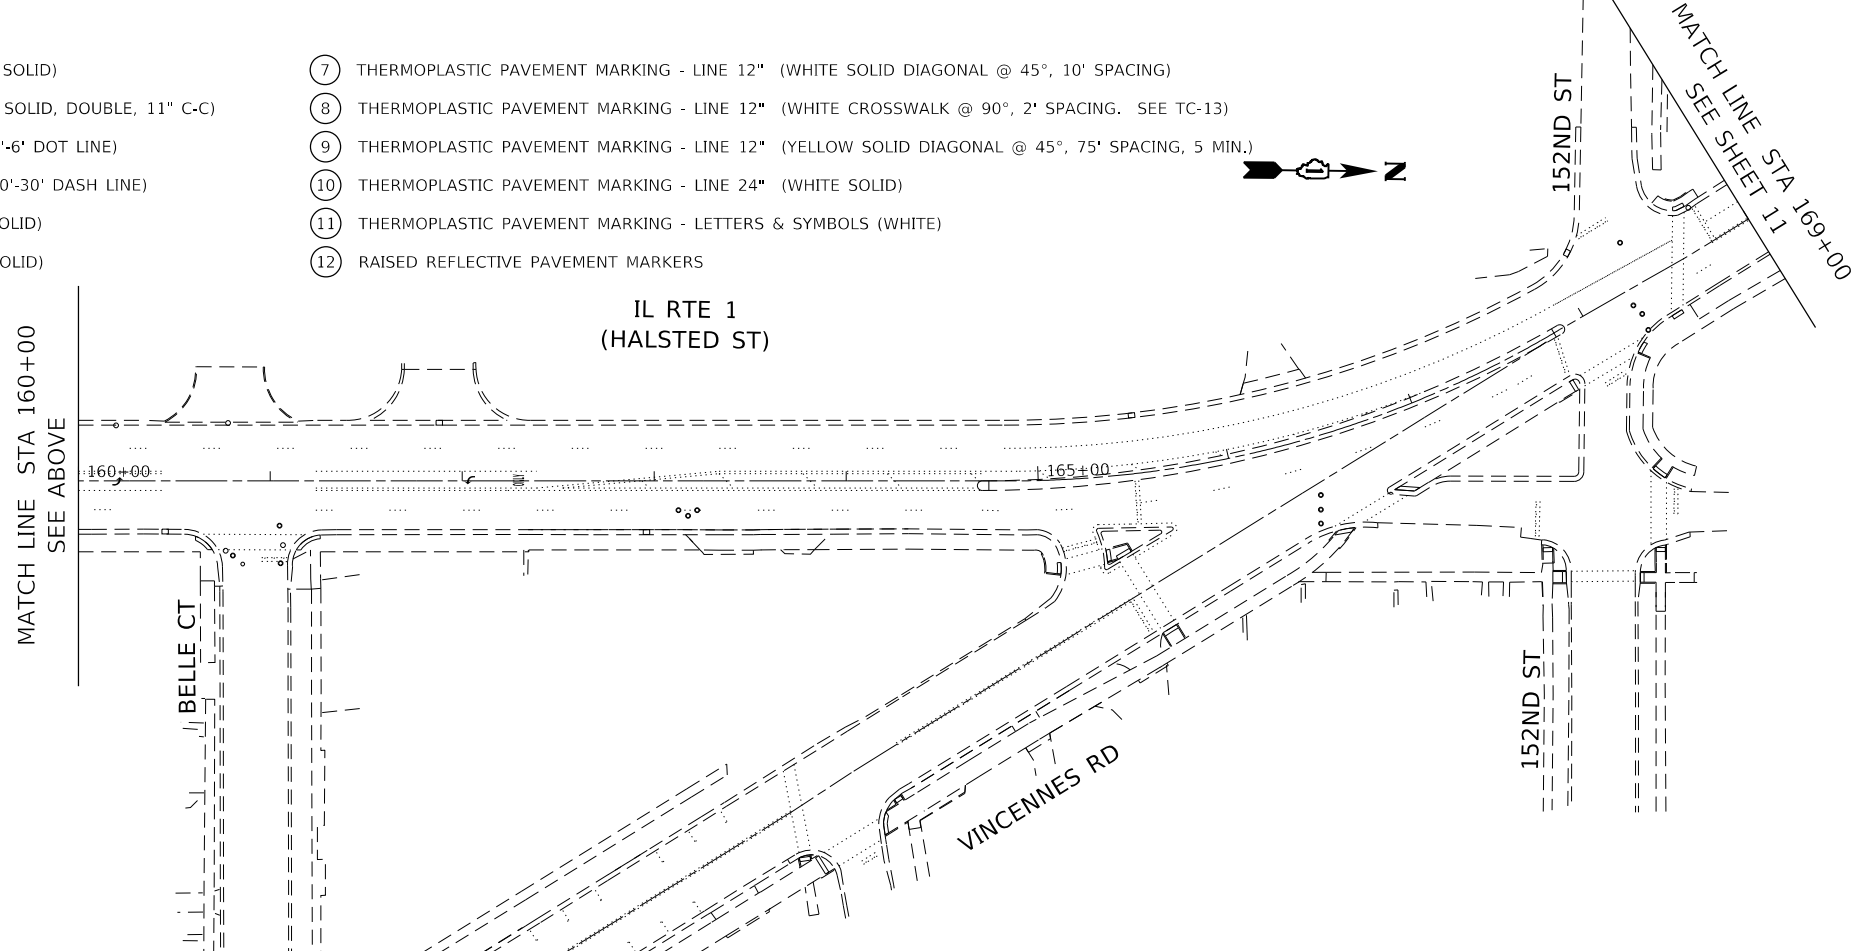 SOLID)
SOLID, DOUBLE, 11" C-C)
'-6' DOT LINE)
0'-30' DASH LINE)
OLID)
OLID)
7 THERMOPLASTIC PAVEMENT MARKING - LINE 12" (WHITE SOLID DIAGONAL @ 45°, 10' SPACING)
8 THERMOPLASTIC PAVEMENT MARKING - LINE 12" (WHITE CROSSWALK @ 90°, 2' SPACING. SEE TC-13)
9 THERMOPLASTIC PAVEMENT MARKING - LINE 12" (YELLOW SOLID DIAGONAL @ 45°, 75' SPACING, 5 MIN.)
10 THERMOPLASTIC PAVEMENT MARKING - LINE 24" (WHITE SOLID)
11 THERMOPLASTIC PAVEMENT MARKING - LETTERS & SYMBOLS (WHITE)
12 RAISED REFLECTIVE PAVEMENT MARKERS
N
152ND ST
MATCH LINE STA 169+00
SEE SHEET 11
IL RTE 1
(HALSTED ST)
MATCH LINE STA 160+00
SEE ABOVE
160+00
165+00
BELLE CT
VINCENNES RD
152ND ST